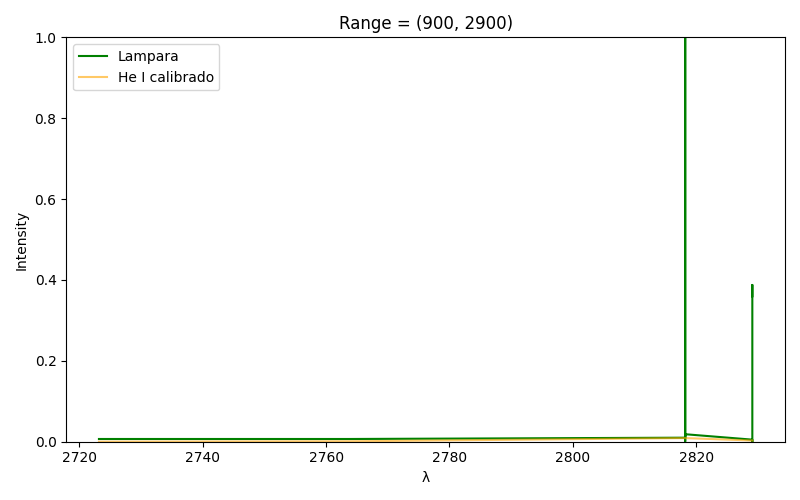 Range = (900, 2900)
Lampara
He I calibrado
Intensity
1.0
0.8
0.6
0.4
0.2
0.0
2720 2740 2760 2780 2800 2820
λ